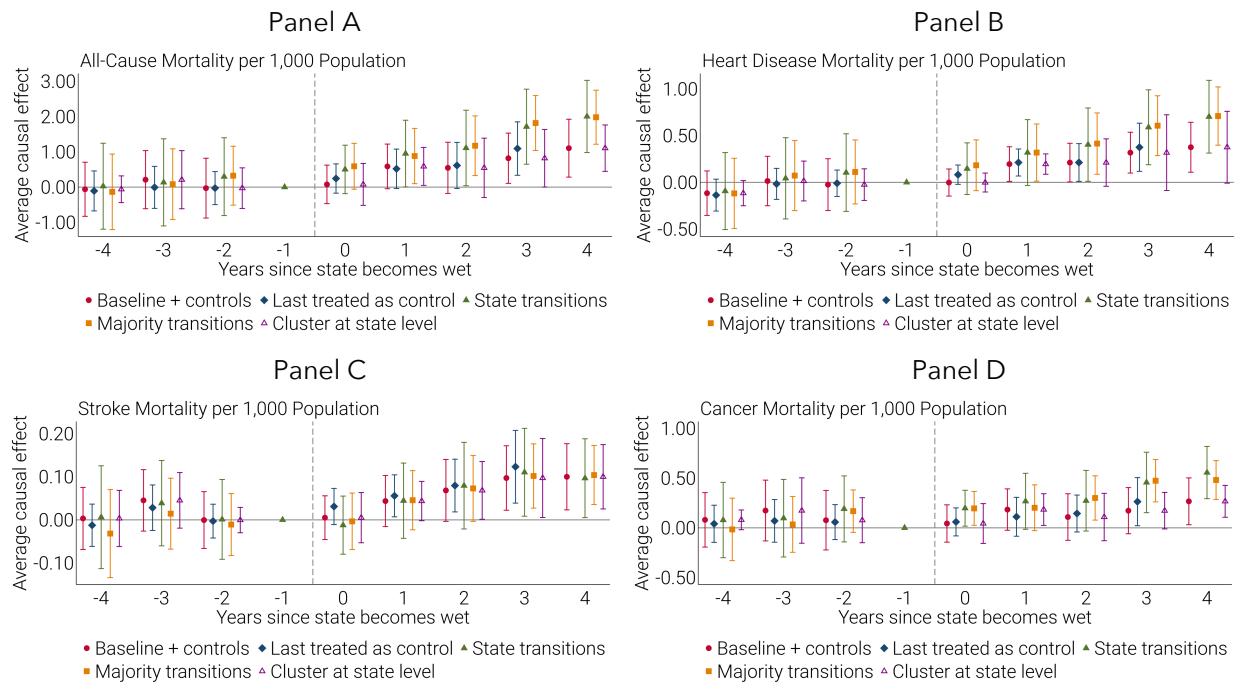 Panel A
All-Cause Mortality per 1,000 Population
Average causal effect
3.00
2.00
1.00
0.00
-1.00
-4 -3 -2 -1 0 1 2 3 4
Years since state becomes wet
Baseline + controls Last treated as control State transitions
Majority transitions Cluster at state level
Panel B
Heart Disease Mortality per 1,000 Population
Average causal effect
1.00
0.50
0.00
-0.50
-4 -3 -2 -1 0 1 2 3 4
Years since state becomes wet
Baseline + controls Last treated as control State transitions
Majority transitions Cluster at state level
Panel C
Stroke Mortality per 1,000 Population
Average causal effect
0.20
0.10
0.00
-0.10
-4 -3 -2 -1 0 1 2 3 4
Years since state becomes wet
Baseline + controls Last treated as control State transitions
Majority transitions Cluster at state level
Panel D
Cancer Mortality per 1,000 Population
Average causal effect
1.00
0.50
0.00
-0.50
-4 -3 -2 -1 0 1 2 3 4
Years since state becomes wet
Baseline + controls Last treated as control State transitions
Majority transitions Cluster at state level